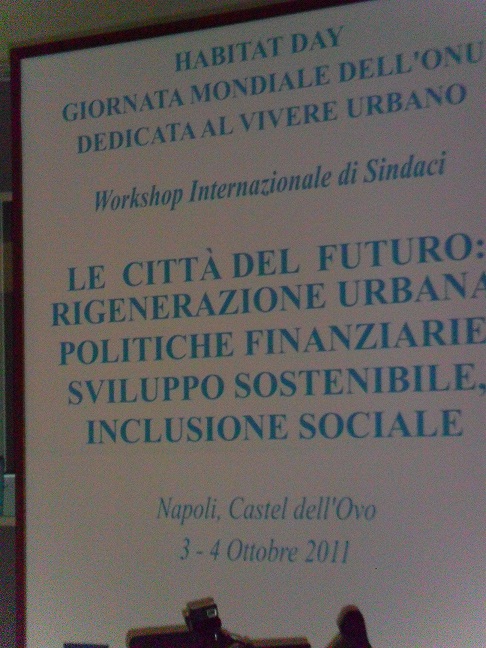 HABITAT DAY
GIORNATA MONDIALE DELL'ONU
DEDICATA AL VIVERE URBANO
Workshop Internazionale di Sindaci
LE CITTÀ DEL FUTURO:
RIGENERAZIONE URBANA
POLITICHE FINANZIARIE
SVILUPPO SOSTENIBILE,
INCLUSIONE SOCIALE
Napoli, Castel dell'Ovo
3 - 4 Ottobre 2011